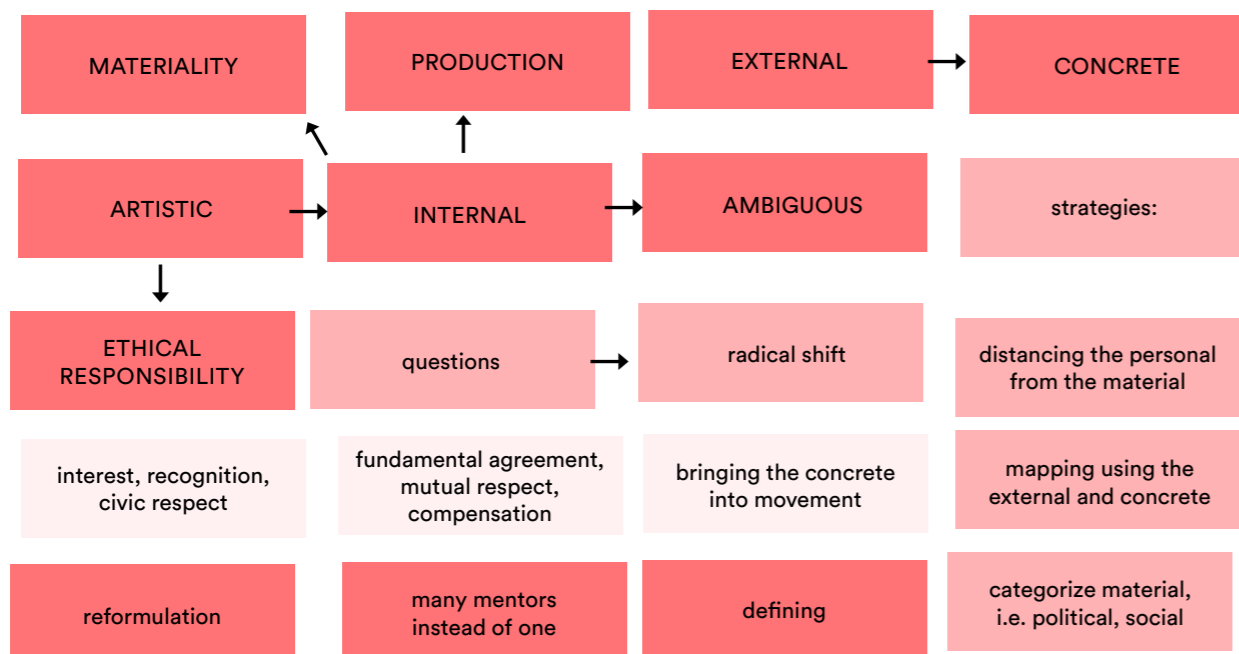 MATERIALITY
PRODUCTION
EXTERNAL
CONCRETE
ARTISTIC
INTERNAL
AMBIGUOUS
strategies:
ETHICAL
RESPONSIBILITY
questions
radical shift
distancing the personal
from the material
interest, recognition,
civic respect
fundamental agreement,
mutual respect,
compensation
bringing the concrete
into movement
mapping using the
external and concrete
reformulation
many mentors
instead of one
defining
categorize material,
i.e. political, social